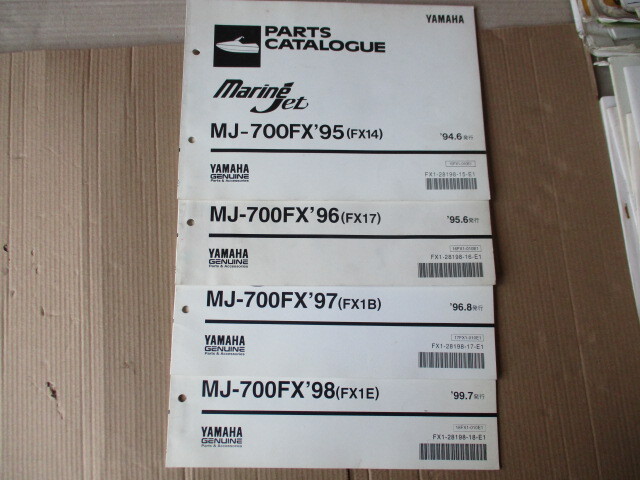 PARTS
CATALOGUE
YAMAHA
Marine
Jet
MJ-700FX'95 (FX14)
'94.6 発行
YAMAHA
GENUINE
Parts & Accessories
FX1-28198-15-E1
MJ-700FX'96 (FX17)
'95.6 発行
YAMAHA
GENUINE
Parts & Accessories
FX1-28198-16-E1
MJ-700FX'97 (FX1B)
'96.8 発行
YAMAHA
GENUINE
Parts & Accessories
FX1-28198-17-E1
MJ-700FX'98 (FX1E)
'99.7 発行
YAMAHA
GENUINE
Parts & Accessories
FX1-28198-18-E1